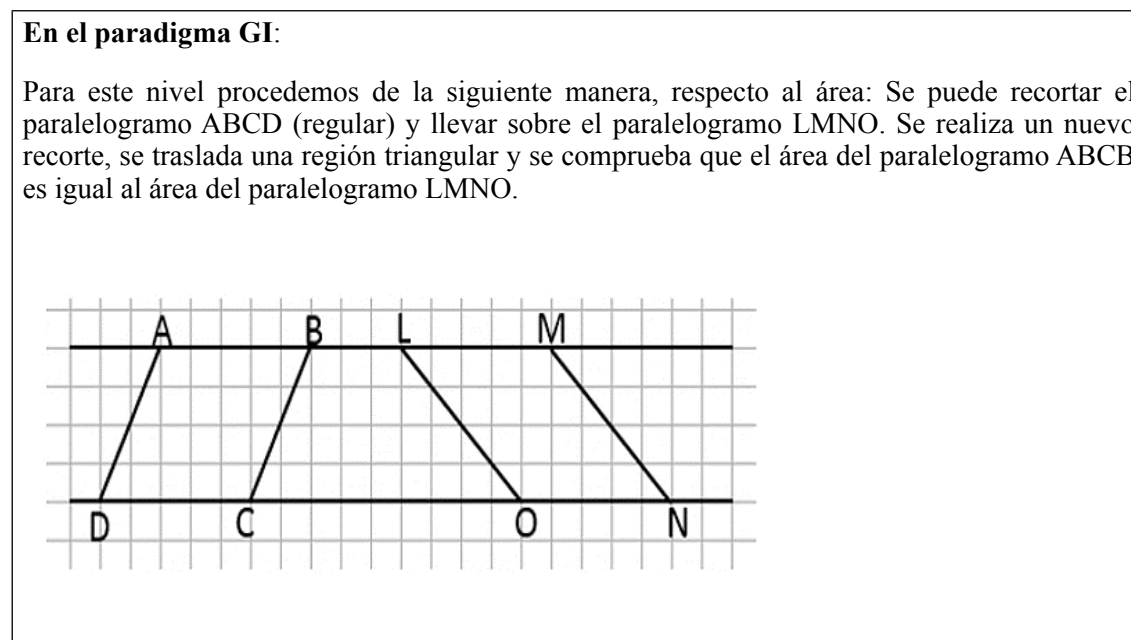 En el paradigma GI:
Para este nivel procedemos de la siguiente manera, respecto al área: Se puede recortar el
paralelogramo ABCD (regular) y llevar sobre el paralelogramo LMNO. Se realiza un nuevo
recorte, se traslada una región triangular y se comprueba que el área del paralelogramo ABCB
es igual al área del paralelogramo LMNO.
A B L M
D C O N